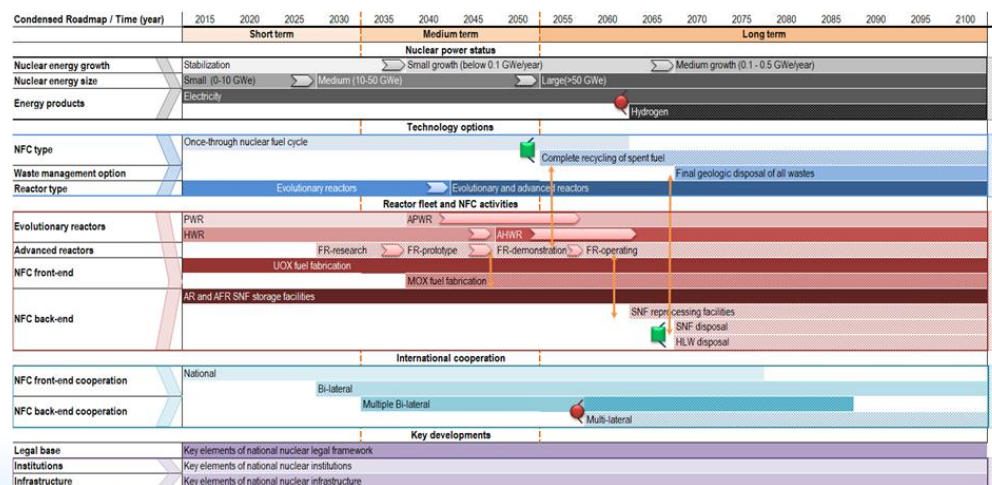 Condensed Roadmap / Time (year) 2015 2020 2025 2030 2035 2040 2045 2050 2055 2060 2065 2070 2075 2080 2085 2090 2095 2100
Short term Medium term Long term
Nuclear power status
Nuclear energy growth Stabilization Small growth (below 0.1 GWe/year) Medium growth (0.1 - 0.5 GWe/year)
Nuclear energy size Small (0-10 GWe) Medium (10-50 GWe) Large(>50 GWe)
Energy products Electricity
Hydrogen
Technology options
NFC type Once-through nuclear fuel cycle
Complete recycling of spent fuel
Waste management option Final geologic disposal of all wastes
Reactor type Evolutionary reactors Evolutionary and advanced reactors
Reactor fleet and NFC activities
Evolutionary reactors PWR APWR
HWR AHWR
Advanced reactors FR-research FR-prototype FR-demonstration FR-operating
NFC front-end UOX fuel fabrication
MOX fuel fabrication
NFC back-end AR and AFR SNF storage facilities
SNF reprocessing facilities
SNF disposal
HLW disposal
International cooperation
NFC front-end cooperation National
Bi-lateral
NFC back-end cooperation Multiple Bi-lateral
Multi-lateral
Key developments
Legal base Key elements of national nuclear legal framework
Institutions Key elements of national nuclear institutions
Infrastructure Key elements of national nuclear infrastructure